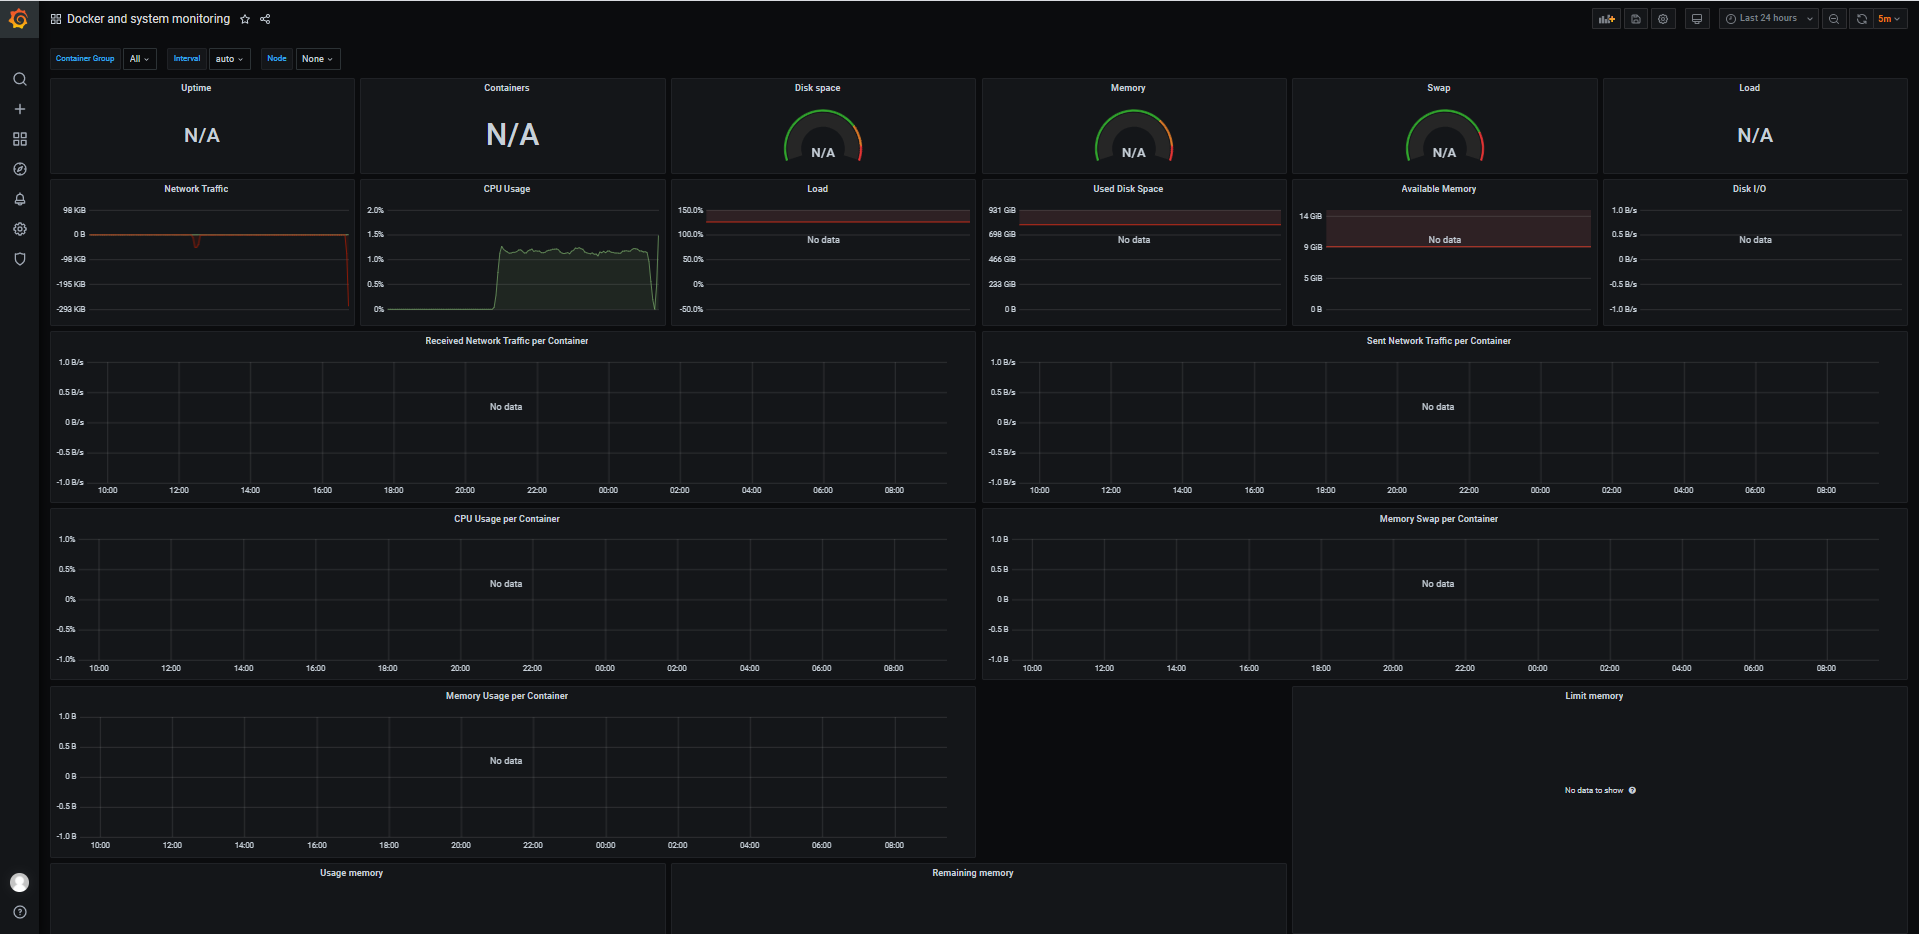 Docker and system monitoring
Last 24 hours
5m
Container Group All Interval auto Node None
Uptime
N/A
Containers
N/A
Disk space
N/A
Memory
N/A
Swap
N/A
Load
N/A
Network Traffic
98 KiB
0 B
-98 KiB
-195 KiB
-293 KiB
CPU Usage
2.0%
1.5%
1.0%
0.5%
0%
Load
150.0%
100.0%
50.0%
0%
-50.0%
No data
Used Disk Space
931 GiB
698 GiB
466 GiB
233 GiB
0 B
No data
Available Memory
14 GiB
9 GiB
5 GiB
0 B
No data
Disk I/O
1.0 B/s
0.5 B/s
0 B/s
-0.5 B/s
-1.0 B/s
No data
Received Network Traffic per Container
1.0 B/s
0.5 B/s
0 B/s
-0.5 B/s
-1.0 B/s
No data
10:00 12:00 14:00 16:00 18:00 20:00 22:00 00:00 02:00 04:00 06:00 08:00
Sent Network Traffic per Container
1.0 B/s
0.5 B/s
0 B/s
-0.5 B/s
-1.0 B/s
No data
10:00 12:00 14:00 16:00 18:00 20:00 22:00 00:00 02:00 04:00 06:00 08:00
CPU Usage per Container
1.0%
0.5%
0%
-0.5%
-1.0%
No data
10:00 12:00 14:00 16:00 18:00 20:00 22:00 00:00 02:00 04:00 06:00 08:00
Memory Swap per Container
1.0 B
0.5 B
0 B
-0.5 B
-1.0 B
No data
10:00 12:00 14:00 16:00 18:00 20:00 22:00 00:00 02:00 04:00 06:00 08:00
Memory Usage per Container
1.0 B
0.5 B
0 B
-0.5 B
-1.0 B
No data
10:00 12:00 14:00 16:00 18:00 20:00 22:00 00:00 02:00 04:00 06:00 08:00
Limit memory
No data to show
Usage memory
Remaining memory